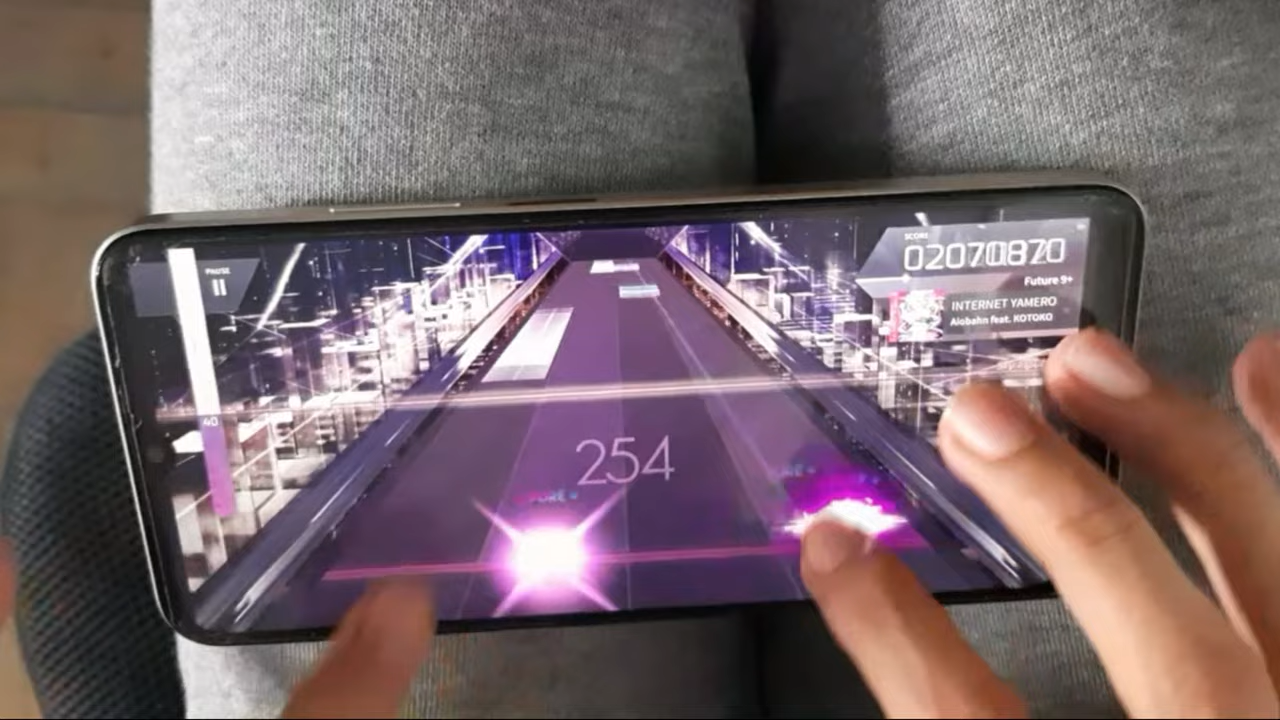 PAUSE
SCORE
02070870
Future 9+
INTERNET YAMERO
Aiobahn feat. KOTOKO
40
254